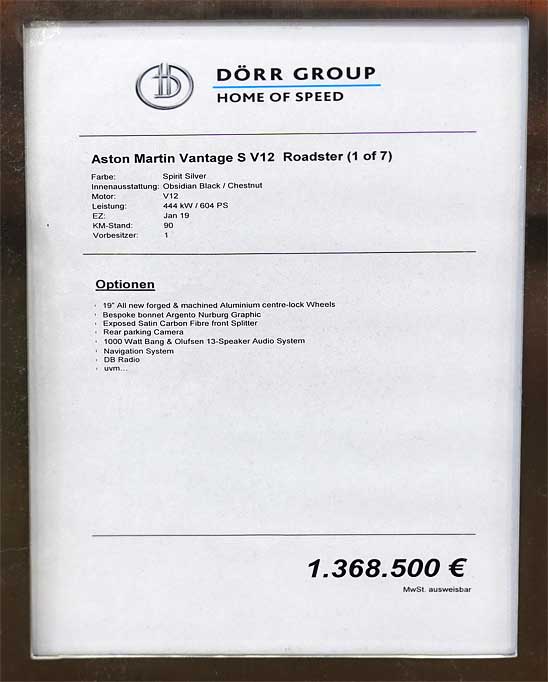 DÖRR GROUP
HOME OF SPEED
Aston Martin Vantage S V12 Roadster (1 of 7)
Farbe: Spirit Silver
Innenausstattung: Obsidian Black / Chestnut
Motor: V12
Leistung: 444 kW / 604 PS
EZ: Jan 19
KM-Stand: 90
Vorbesitzer: 1
Optionen
· 19" All new forged & machined Aluminium centre-lock Wheels
· Bespoke bonnet Argento Nurburg Graphic
· Exposed Satin Carbon Fibre front Splitter
· Rear parking Camera
· 1000 Watt Bang & Olufsen 13-Speaker Audio System
· Navigation System
· DB Radio
· uvm...
1.368.500 €
MwSt. ausweisbar